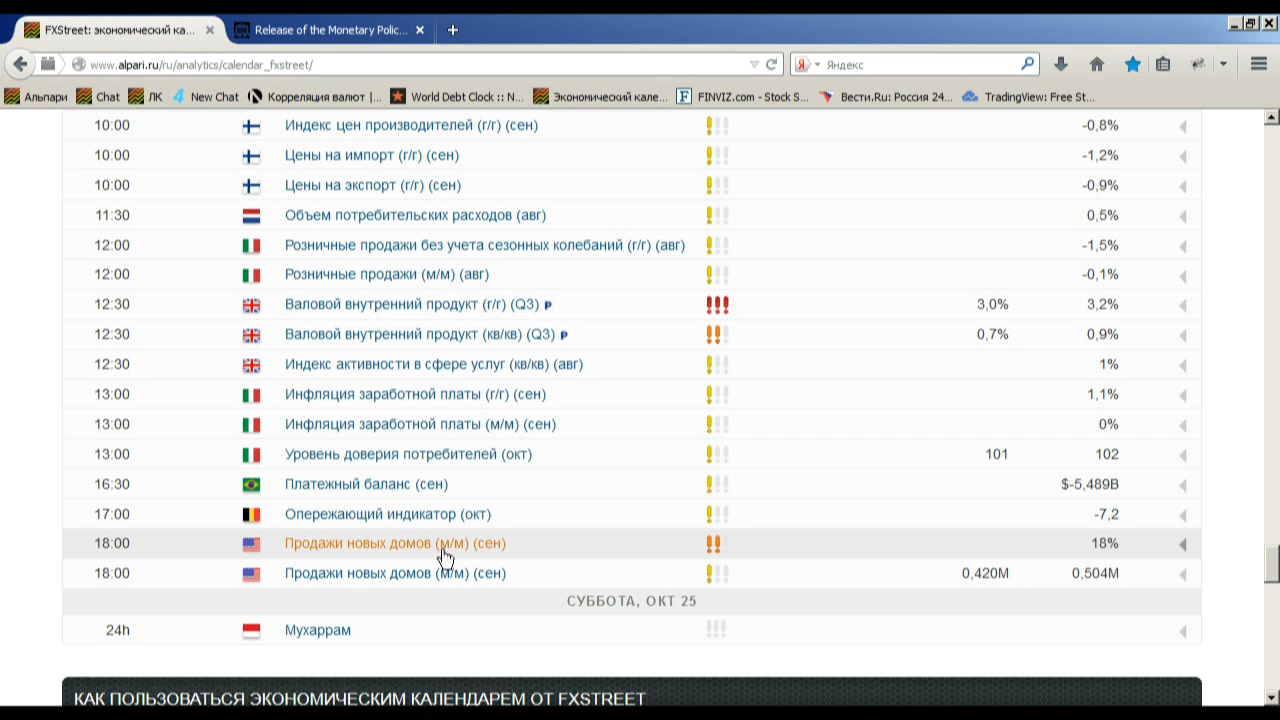 FXStreet: экономический ка...
Release of the Monetary Polic...
www.alpari.ru/ru/analytics/calendar_fxstreet/
Яндекс
Альпари Chat ЛК New Chat Корреляция валют |... World Debt Clock :: N... Экономический кале... FINVIZ.com - Stock S... Вести.Ru: Россия 24... TradingView: Free St...
10:00 Индекс цен производителей (г/г) (сен) -0,8%
10:00 Цены на импорт (г/г) (сен) -1,2%
10:00 Цены на экспорт (г/г) (сен) -0,9%
11:30 Объем потребительских расходов (авг) 0,5%
12:00 Розничные продажи без учета сезонных колебаний (г/г) (авг) -1,5%
12:00 Розничные продажи (м/м) (авг) -0,1%
12:30 Валовой внутренний продукт (г/г) (Q3) P 3,0% 3,2%
12:30 Валовой внутренний продукт (кв/кв) (Q3) P 0,7% 0,9%
12:30 Индекс активности в сфере услуг (кв/кв) (авг) 1%
13:00 Инфляция заработной платы (г/г) (сен) 1,1%
13:00 Инфляция заработной платы (м/м) (сен) 0%
13:00 Уровень доверия потребителей (окт) 101 102
16:30 Платежный баланс (сен) $-5,489B
17:00 Опережающий индикатор (окт) -7,2
18:00 Продажи новых домов (м/м) (сен) 18%
18:00 Продажи новых домов (м/м) (сен) 0,420M 0,504M
СУББОТА, ОКТ 25
24h Мухаррам
КАК ПОЛЬЗОВАТЬСЯ ЭКОНОМИЧЕСКИМ КАЛЕНДАРЕМ ОТ FXSTREET